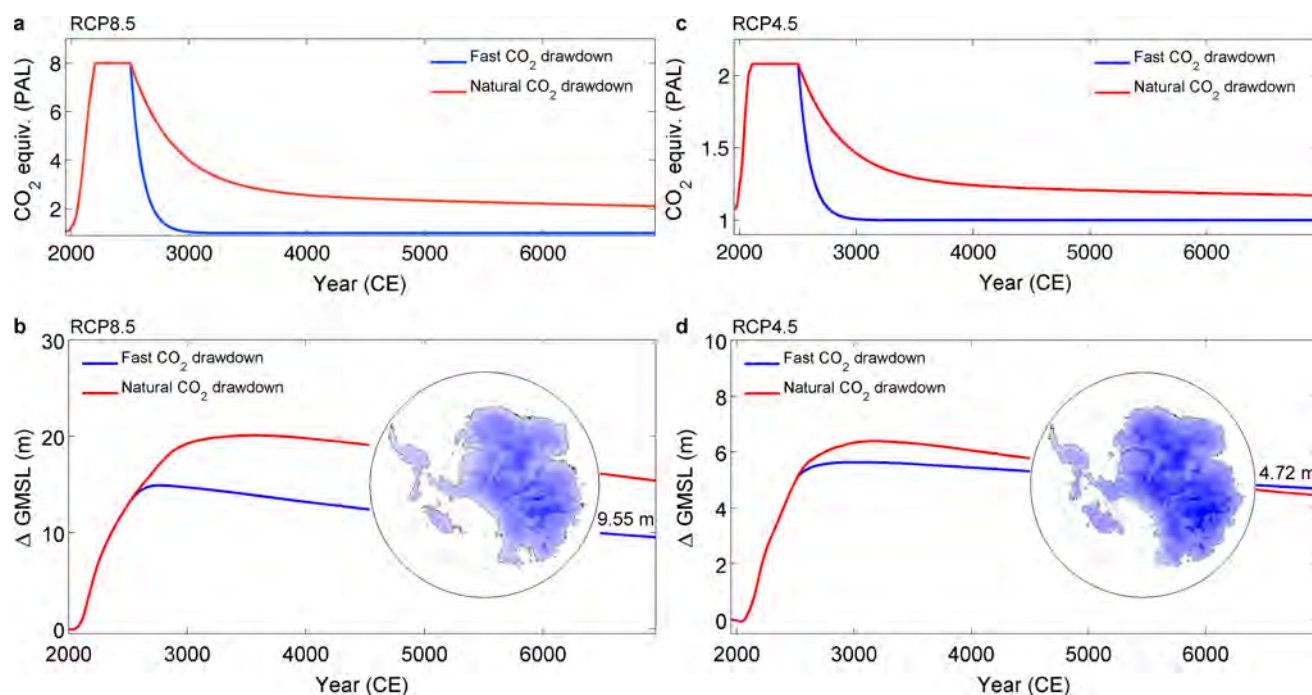 a RCP8.5
CO2 equiv. (PAL)
8
6
4
2
Fast CO2 drawdown
Natural CO2 drawdown
2000 3000 4000 5000 6000
Year (CE)
c RCP4.5
CO2 equiv. (PAL)
2
1.5
1
Fast CO2 drawdown
Natural CO2 drawdown
2000 3000 4000 5000 6000
Year (CE)
b RCP8.5
Δ GMSL (m)
30
20
10
0
Fast CO2 drawdown
Natural CO2 drawdown
9.55 m
2000 3000 4000 5000 6000
Year (CE)
d RCP4.5
Δ GMSL (m)
10
8
6
4
2
0
Fast CO2 drawdown
Natural CO2 drawdown
4.72 m
2000 3000 4000 5000 6000
Year (CE)